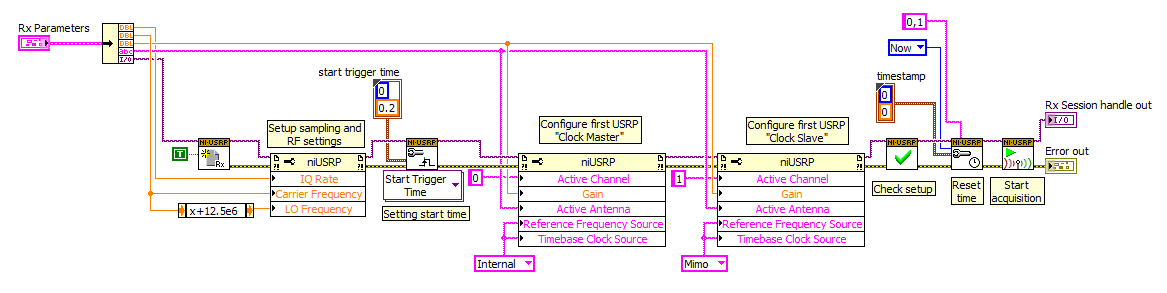 Rx Parameters
DBL
DBL
DBL
abc
I/O
start trigger time
0
0.2
Setup sampling and
RF settings
Configure first USRP
"Clock Master"
Configure first USRP
"Clock Slave"
0,1
Now
timestamp
0
0
Rx Session handle out
I/O
Error out
T
NI-USRP
Rx
niUSRP
IQ Rate
Carrier Frequency
LO Frequency
x+12.5e6
NI-USRP
Start Trigger
Time
Setting start time
0
niUSRP
Active Channel
Gain
Active Antenna
Reference Frequency Source
Timebase Clock Source
Internal
1
niUSRP
Active Channel
Gain
Active Antenna
Reference Frequency Source
Timebase Clock Source
Mimo
NI-USRP
Check setup
NI-USRP
Reset
time
NI-USRP
Start
acquisition